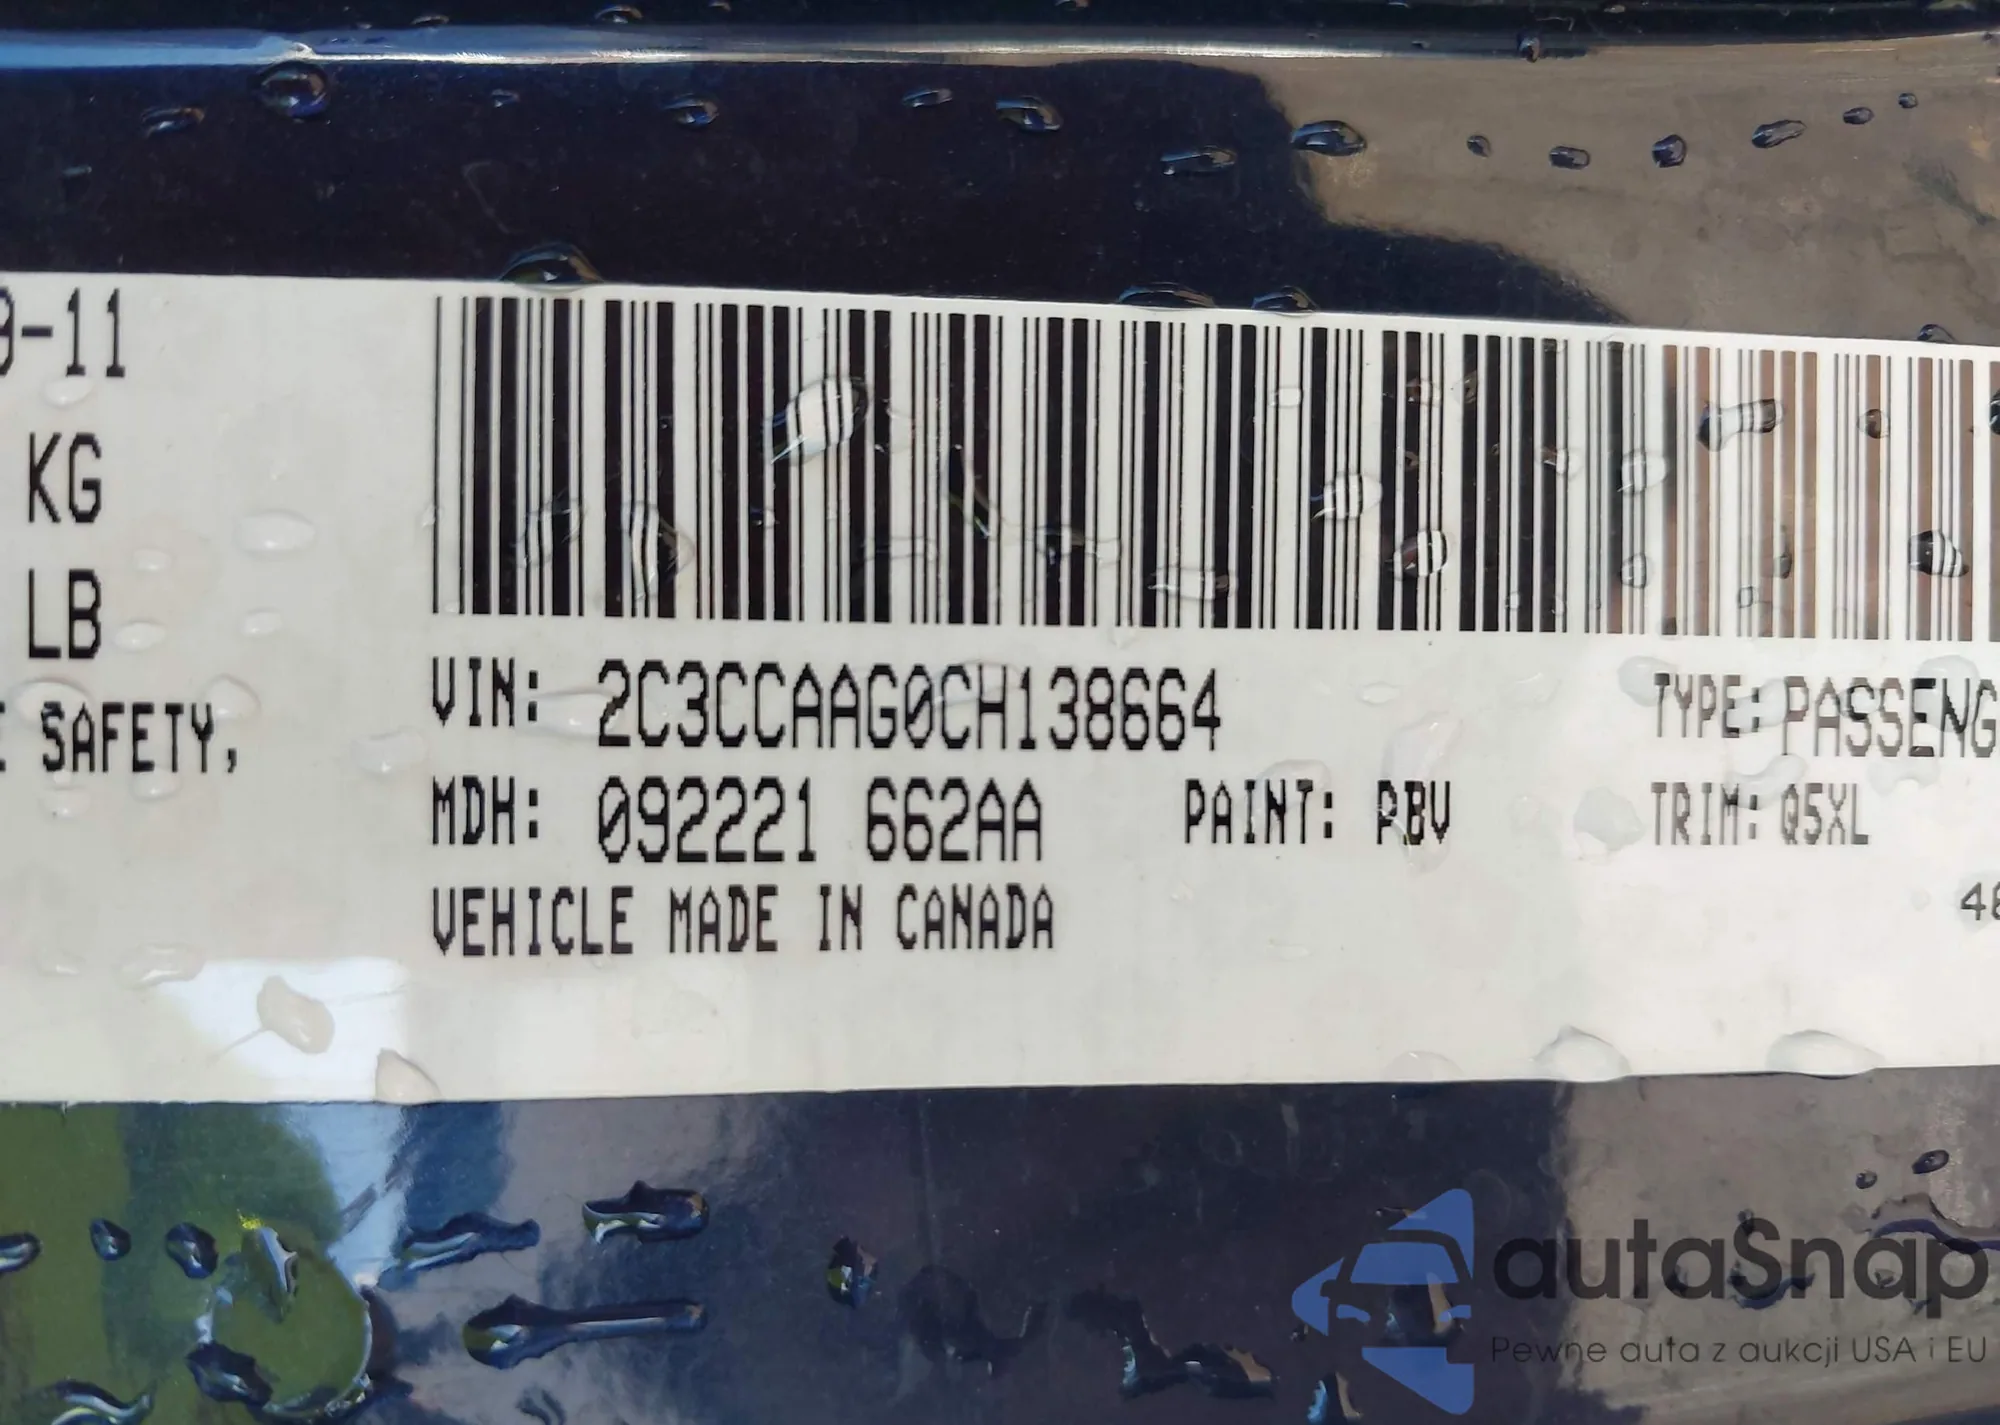 9-11
KG
LB
E SAFETY,
VIN: 2C3CCAAG0CH138664
TYPE: PASSENG
MDH: 092221 662AA
PAINT: PBV
TRIM: Q5XL
VEHICLE MADE IN CANADA
48
autaSnap
Pewne auta z aukcji USA i EU